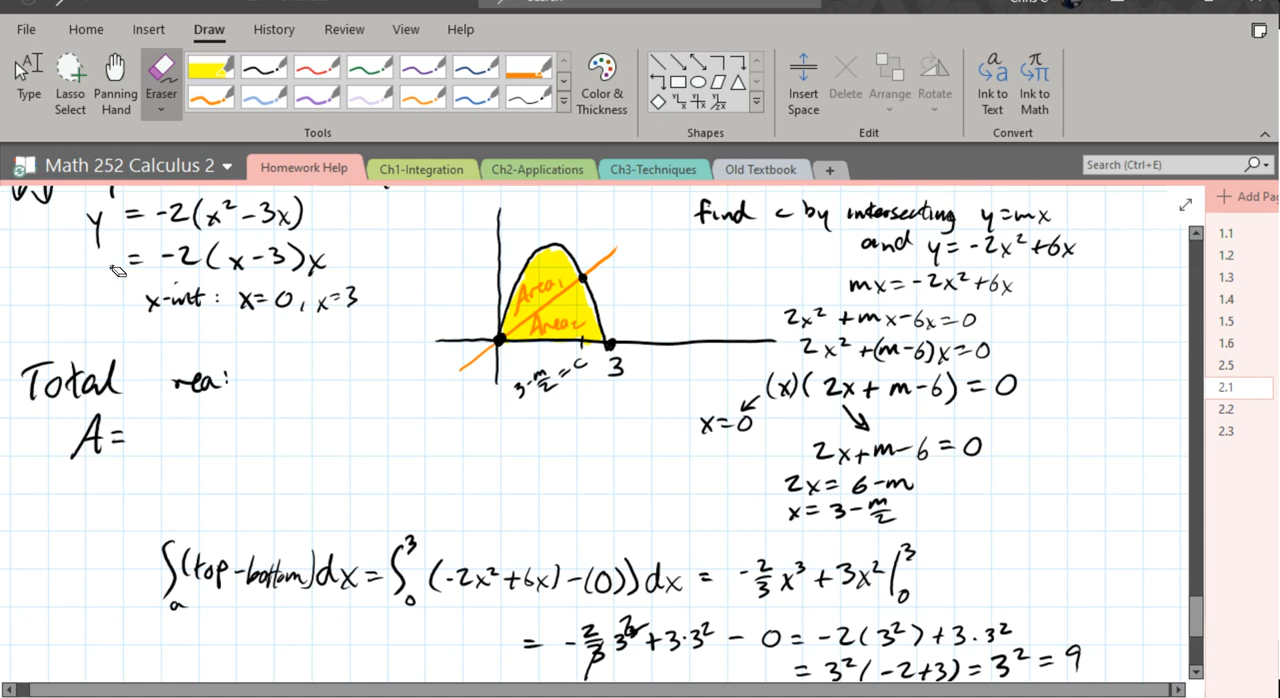 File Home Insert Draw History Review View Help
Type Lasso Select Panning Hand Eraser Color & Thickness Insert Space Delete Arrange Rotate Ink to Text Ink to Math
Tools Shapes Edit Convert
Math 252 Calculus 2 Homework Help Ch1-Integration Ch2-Applications Ch3-Techniques Old Textbook Search (Ctrl+E)
Add Pag
1.1
1.2
1.3
1.4
1.5
1.6
2.5
2.1
2.2
2.3
y = -2(x² - 3x)
= -2(x-3)x
x-int: x=0, x=3
Area₁
Area₂
3-m/2 = c
3
find c by intersecting y=mx
and y=-2x²+6x
mx = -2x²+6x
2x² + mx - 6x = 0
2x² + (m-6)x = 0
(x)(2x + m - 6) = 0
x=0
2x+m-6=0
2x = 6-m
x = 3 - m/2
Total rea:
A =
∫ₐ (top-bottom)dx = ∫₀³ (-2x²+6x) - (0))dx = -2/3 x³ + 3x² |₀³
= -2/3 3³ + 3·3² - 0 = -2(3²) + 3·3²
= 3²(-2+3) = 3² = 9